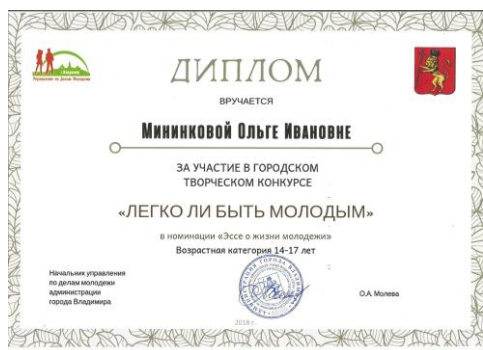 ДИПЛОМ
ВРУЧАЕТСЯ
Мининковой Ольге Ивановне
ЗА УЧАСТИЕ В ГОРОДСКОМ
ТВОРЧЕСКОМ КОНКУРСЕ
«ЛЕГКО ЛИ БЫТЬ МОЛОДЫМ»
в номинации «Эссе о жизни молодежи»
Возрастная категория 14-17 лет
Начальник управления
по делам молодежи
администрации
города Владимира
О.А. Молева
2018 г.